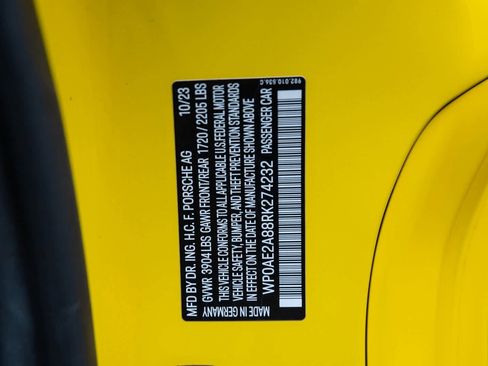 MFD BY DR. ING. H.C. F. PORSCHE AG 10/23
GVWR 3904 LBS GAWR FRONT/REAR 1720 / 2205 LBS
THIS VEHICLE CONFORMS TO ALL APPLICABLE U.S.FEDERAL MOTOR
VEHICLE SAFETY, BUMPER, AND THEFT PREVENTION STANDARDS
IN EFFECT ON THE DATE OF MANUFACTURE SHOWN ABOVE
WP0AE2A88RK274232 PASSENGER CAR
MADE IN GERMANY
982.010.536.C